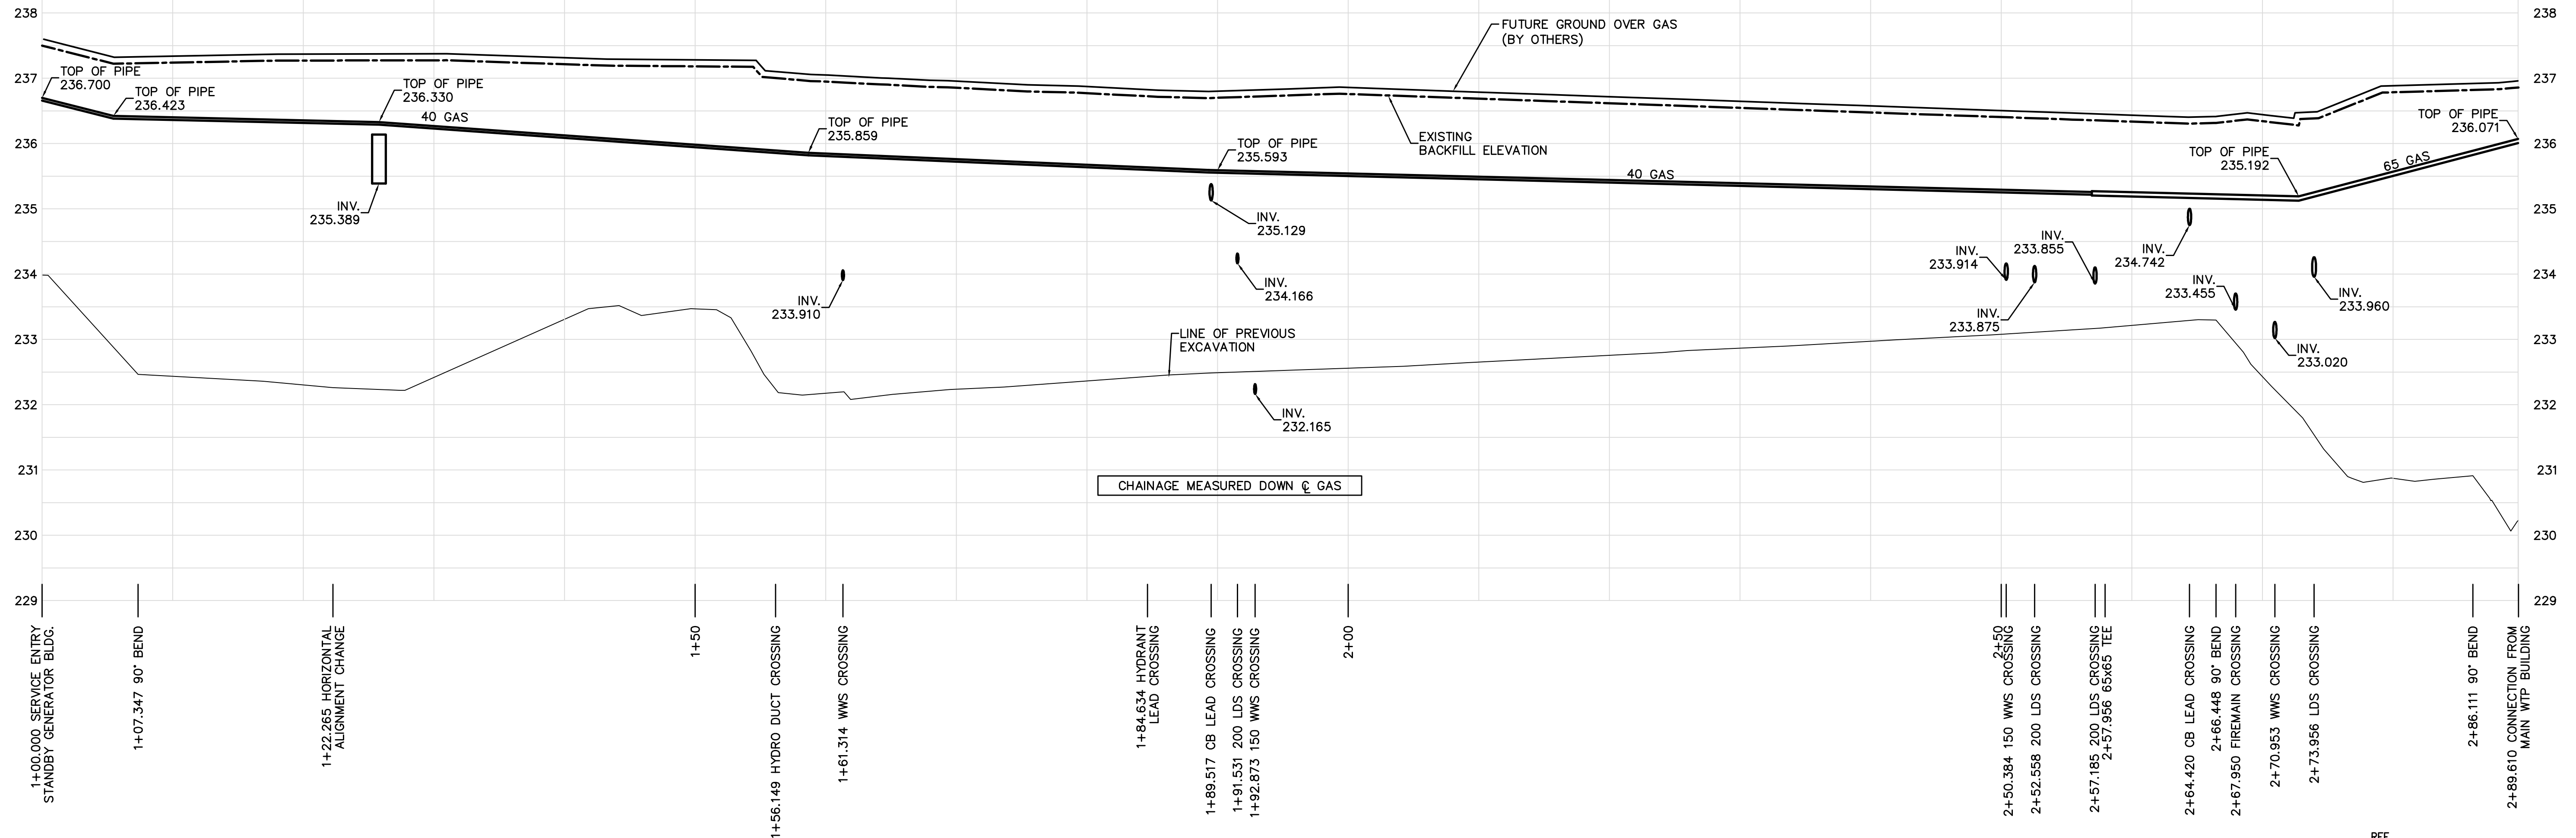 238
238
FUTURE GROUND OVER GAS
(BY OTHERS)
237
237
TOP OF PIPE
236.700
TOP OF PIPE
236.423
TOP OF PIPE
236.330
40 GAS
TOP OF PIPE
235.859
TOP OF PIPE
235.593
EXISTING
BACKFILL ELEVATION
40 GAS
TOP OF PIPE
235.192
65 GAS
TOP OF PIPE
236.071
236
236
INV.
235.389
235
235
INV.
235.129
INV.
233.914
INV.
233.855
INV.
234.742
INV.
233.455
234
234
INV.
233.910
INV.
234.166
INV.
233.875
INV.
233.960
LINE OF PREVIOUS
EXCAVATION
INV.
233.020
233
233
232
232
INV.
232.165
231
231
CHAINAGE MEASURED DOWN ℄ GAS
230
230
229
229
1+00.000 SERVICE ENTRY
STANDBY GENERATOR BLDG.
1+07.347 90° BEND
1+22.265 HORIZONTAL
ALIGNMENT CHANGE
1+50
1+56.149 HYDRO DUCT CROSSING
1+61.314 WWS CROSSING
1+84.634 HYDRANT
LEAD CROSSING
1+89.517 CB LEAD CROSSING
1+91.531 200 LDS CROSSING
1+92.873 150 WWS CROSSING
2+00
2+50
2+50.384 150 WWS CROSSING
2+52.558 200 LDS CROSSING
2+57.185 200 LDS CROSSING
2+57.956 65x65 TEE
2+64.420 CB LEAD CROSSING
2+66.448 90° BEND
2+67.950 FIREMAIN CROSSING
2+70.953 WWS CROSSING
2+73.956 LDS CROSSING
2+86.111 90° BEND
2+89.610 CONNECTION FROM
MAIN WTP BUILDING